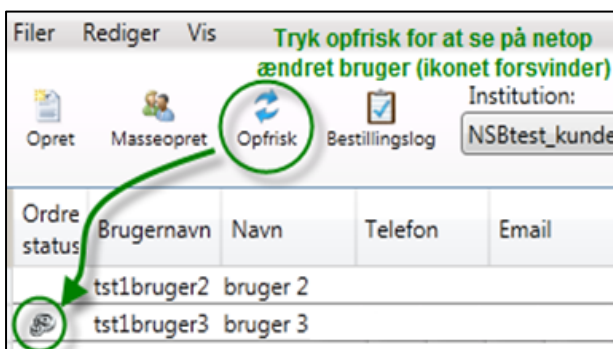 Filer Rediger Vis
Tryk opfrisk for at se på netop
ændret bruger (ikonet forsvinder)
Opret Masseopret Opfrisk Bestillingslog
Institution:
NSBtest_kunde
Ordre
status Brugernavn Navn Telefon Email
tst1bruger2 bruger 2
tst1bruger3 bruger 3